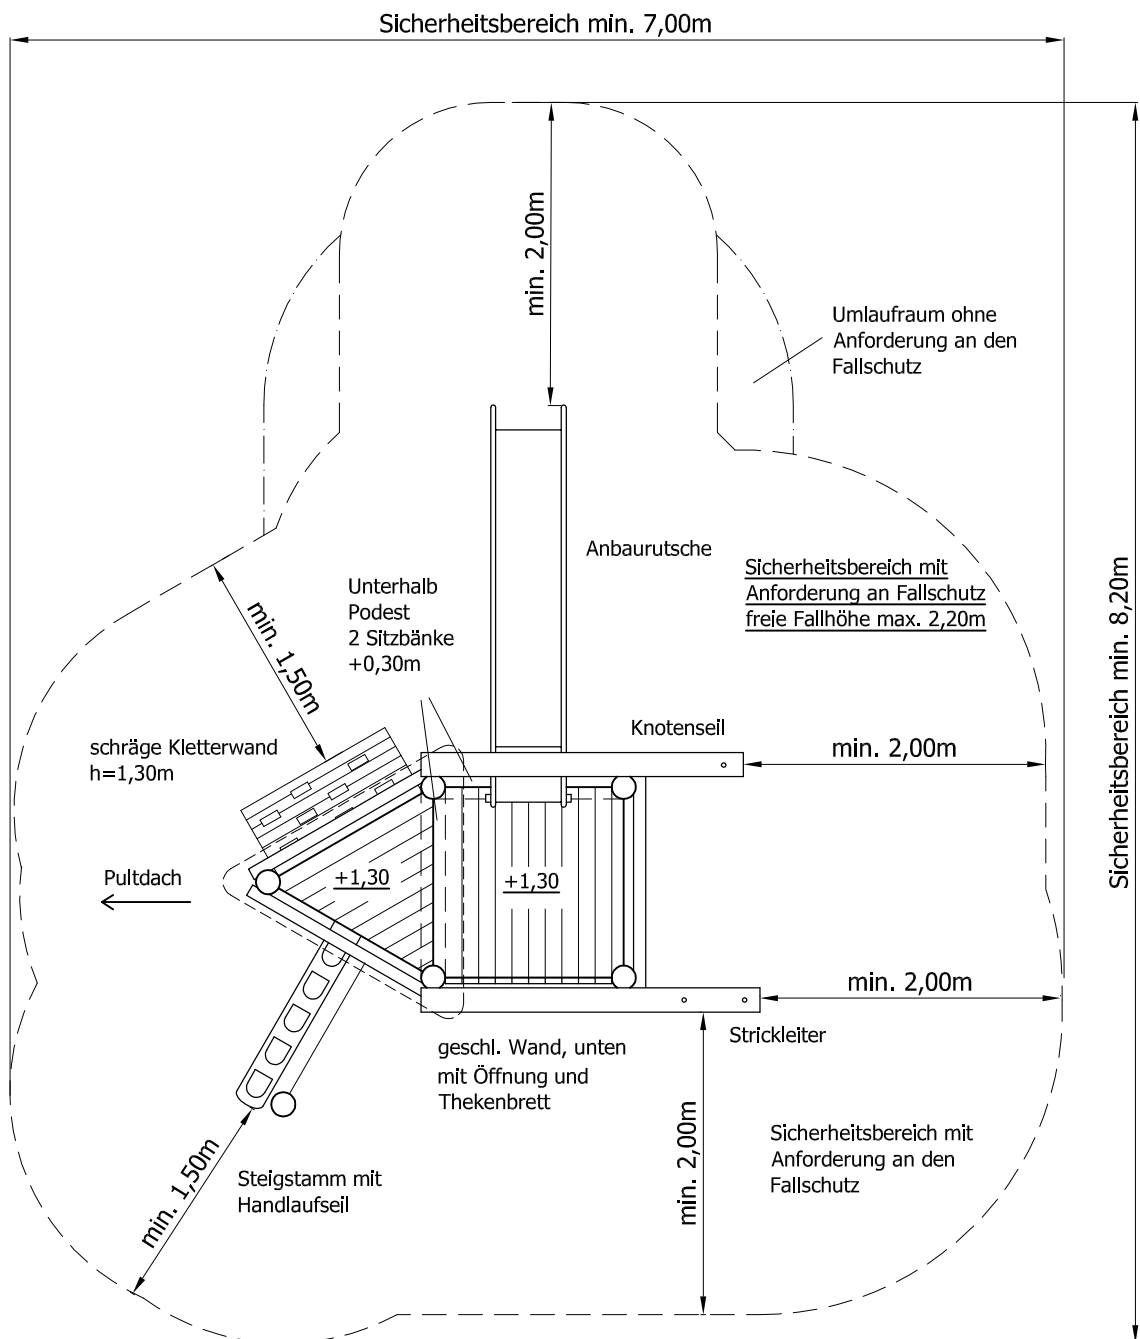 Sicherheitsbereich min. 7,00m
min. 2,00m
Umlaufraum ohne
Anforderung an den
Fallschutz
Anbaurutsche
Sicherheitsbereich mit
Anforderung an Fallschutz
freie Fallhöhe max. 2,20m
Sicherheitsbereich min. 8,20m
Unterhalb
Podest
2 Sitzbänke
+0,30m
min. 1,50m
schräge Kletterwand
h=1,30m
Knotenseil
min. 2,00m
Pultdach
+1,30
+1,30
min. 2,00m
Strickleiter
geschl. Wand, unten
mit Öffnung und
Thekenbrett
min. 2,00m
Sicherheitsbereich mit
Anforderung an den
Fallschutz
Steigstamm mit
Handlaufseil
min. 1,50m